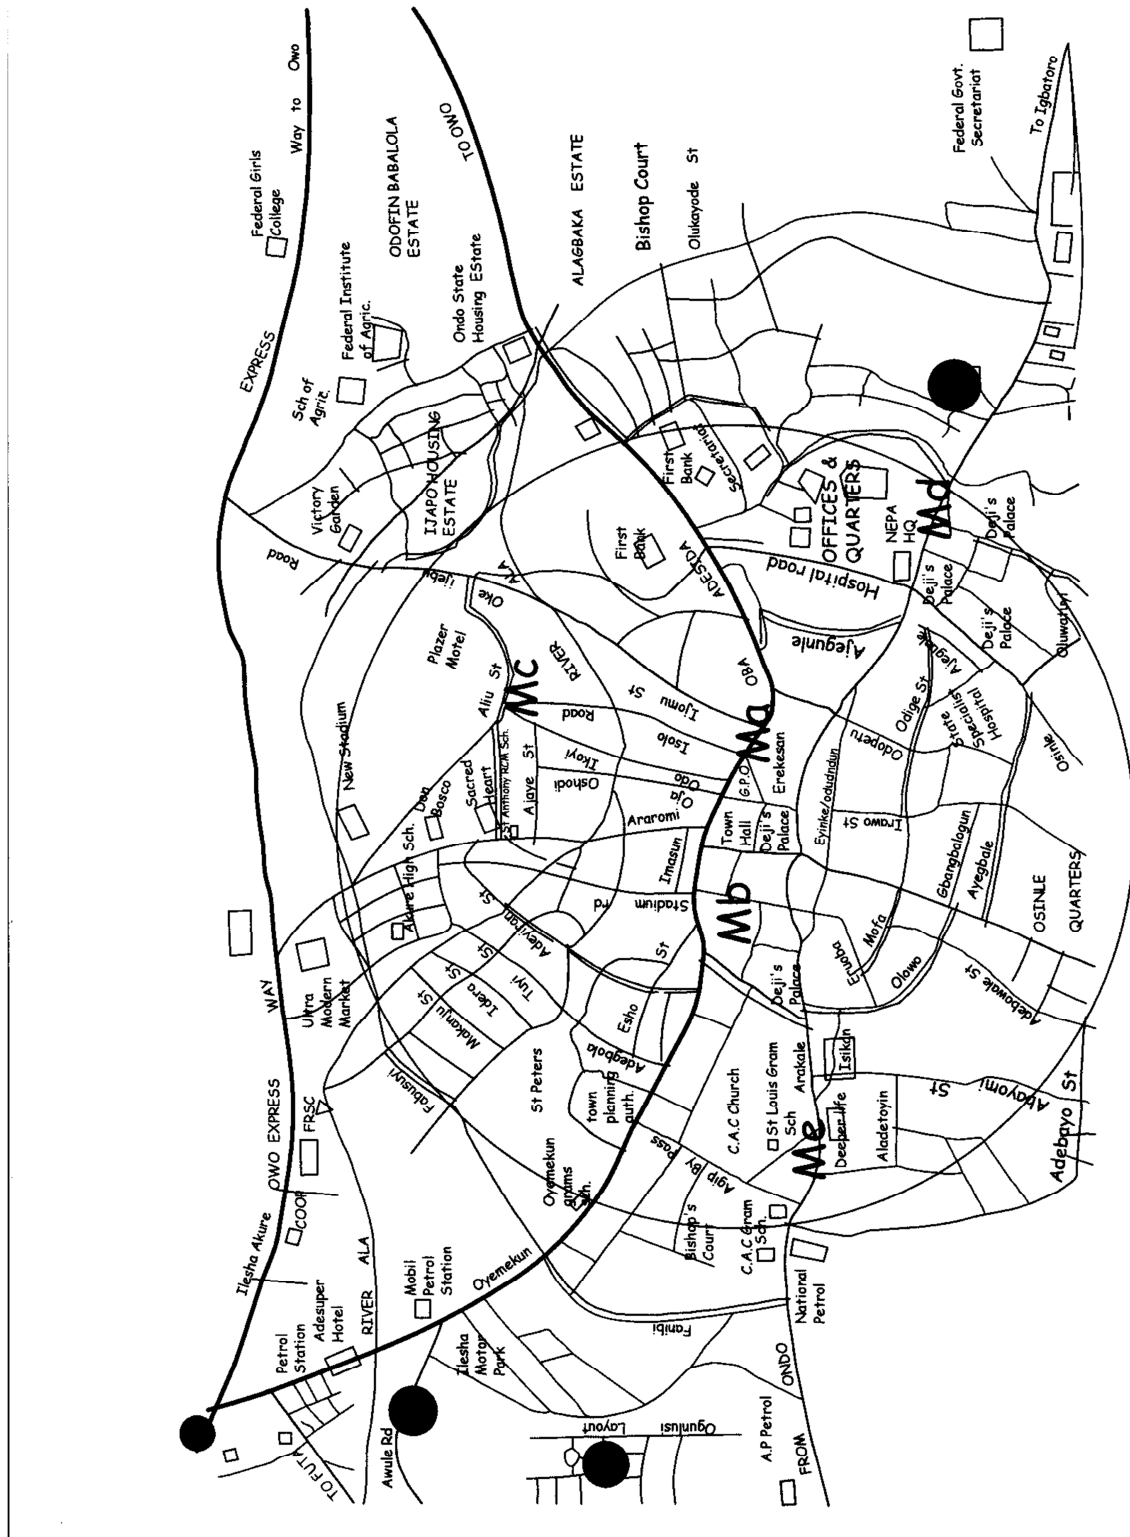 Way to Owo
Federal Girls
College
TO OWO
ODOFIN BABALOLA
ESTATE
ALAGBAKA ESTATE
Bishop Court
Olukayode St
Federal Govt.
Secretariat
To Igbatoro
EXPRESS
Sch of
Agric.
Federal Institute
of Agric.
Ondo State
Housing EState
Victory
Garden
IJAPO HOUSING
ESTATE
First
Bank
Secretariat
First
Bank
OFFICES &
QUARTERS
NEPA
HQ
Md
Deji's
Palace
Road
Ijebu
Oke
ALA
ADESIDA
Hospital road
Deji's
Palace
Deji's
Palace
Oluwatuyi
Plazer
Motel
Aliu St
Mc
RIVER
Ijomu
St
OBA
Ajegunle
Ajegunle
Odige St
State
Specialist
Hospital
Osinle
New Stadium
Road
Isolo
Ma
Odopetu
Don
Bosco
Sacred
Heart
St Anthony RCM Sch.
Ajaye St
Ikoyi
Oshodi
Odo
Oja
G.P.O
Erekesan
Eyinke/odudndun
Irawo St
Akure High Sch.
Araromi
Imasun
Town
Hall
Deji's
Palace
Gbangbalogun
Ayegbale
OSINLE
QUARTERS
WAY
Ultra
Modern
Market
Adeyihan
St
Stadium
rd
Mb
St
Eruoba
Mofa
Olowo
Deji's
Palace
Adebowale St
Makanju St
Idera
St
Tuyi
St
Esho
Adegbola
Fabusuyi
St Peters
town
planning
auth.
C.A.C Church
St Louis Gram
Sch
Arakale
Isikan
Deeper life
Me
Aladetoyin
Abayomi
St
Adebayo St
OWO EXPRESS
FRSC
COOP
Ilesha Akure
Oyemekun
grams
sch.
Agip By Pass
Bishop's
Court
C.A.C Gram
Sch.
National
Petrol
RIVER ALA
Mobil
Petrol
Station
Oyemekun
Petrol
Station
Adesuper
Hotel
Ilesha
Motor
Park
Fanibi
Awule Rd
Ogunlusi
Layout
A.P Petrol
FROM ONDO